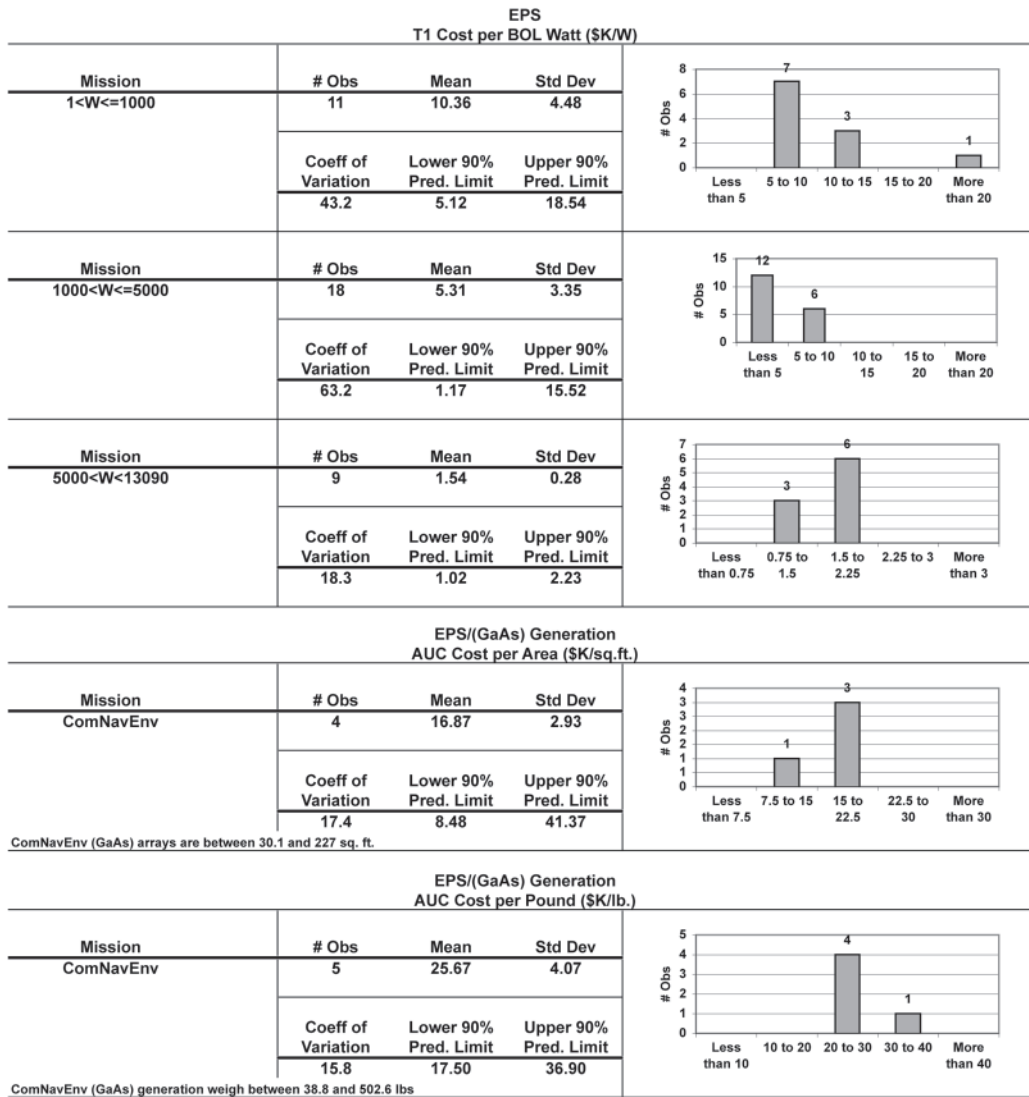 EPS
T1 Cost per BOL Watt ($K/W)
Mission # Obs Mean Std Dev
1<W<=1000 11 10.36 4.48
Coeff of Lower 90% Upper 90%
Variation Pred. Limit Pred. Limit
43.2 5.12 18.54
# Obs
8
6
4
2
0
7
3
1
Less 5 to 10 10 to 15 15 to 20 More
than 5 than 20
Mission # Obs Mean Std Dev
1000<W<=5000 18 5.31 3.35
Coeff of Lower 90% Upper 90%
Variation Pred. Limit Pred. Limit
63.2 1.17 15.52
# Obs
15
10
5
0
12
6
Less 5 to 10 10 to 15 to More
than 5 15 20 than 20
Mission # Obs Mean Std Dev
5000<W<13090 9 1.54 0.28
Coeff of Lower 90% Upper 90%
Variation Pred. Limit Pred. Limit
18.3 1.02 2.23
# Obs
7
6
5
4
3
2
1
0
3
6
Less 0.75 to 1.5 to 2.25 to 3 More
than 0.75 1.5 2.25 than 3
EPS/(GaAs) Generation
AUC Cost per Area ($K/sq.ft.)
Mission # Obs Mean Std Dev
ComNavEnv 4 16.87 2.93
Coeff of Lower 90% Upper 90%
Variation Pred. Limit Pred. Limit
17.4 8.48 41.37
ComNavEnv (GaAs) arrays are between 30.1 and 227 sq. ft.
# Obs
4
3
3
2
2
1
1
0
1
3
Less 7.5 to 15 15 to 22.5 to More
than 7.5 22.5 30 than 30
EPS/(GaAs) Generation
AUC Cost per Pound ($K/lb.)
Mission # Obs Mean Std Dev
ComNavEnv 5 25.67 4.07
Coeff of Lower 90% Upper 90%
Variation Pred. Limit Pred. Limit
15.8 17.50 36.90
ComNavEnv (GaAs) generation weigh between 38.8 and 502.6 lbs
# Obs
5
4
3
2
1
0
4
1
Less 10 to 20 20 to 30 30 to 40 More
than 10 than 40